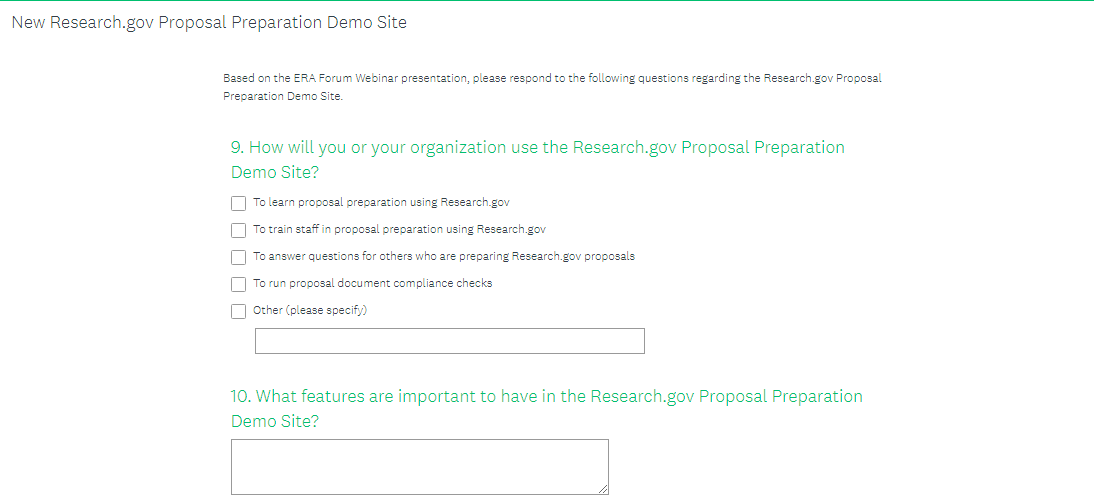 New Research.gov Proposal Preparation Demo Site
Based on the ERA Forum Webinar presentation, please respond to the following questions regarding the Research.gov Proposal
Preparation Demo Site.
9. How will you or your organization use the Research.gov Proposal Preparation
Demo Site?
To learn proposal preparation using Research.gov
To train staff in proposal preparation using Research.gov
To answer questions for others who are preparing Research.gov proposals
To run proposal document compliance checks
Other (please specify)
10. What features are important to have in the Research.gov Proposal Preparation
Demo Site?